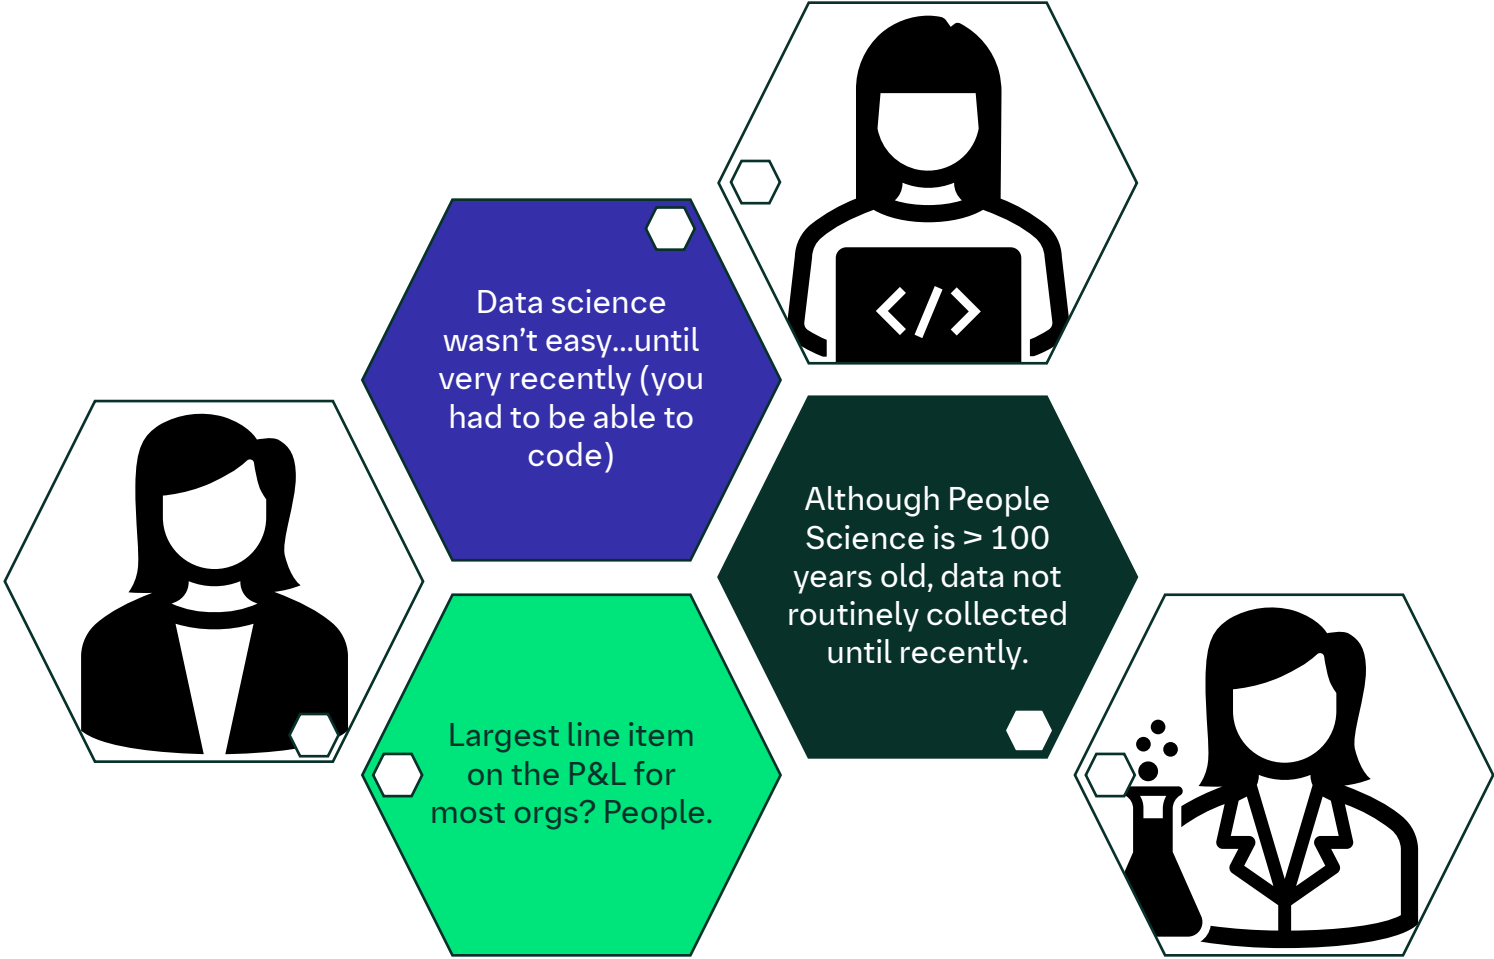 </>
Data science
wasn’t easy...until
very recently (you
had to be able to
code)
Although People
Science is > 100
years old, data not
routinely collected
until recently.
Largest line item
on the P&L for
most orgs? People.